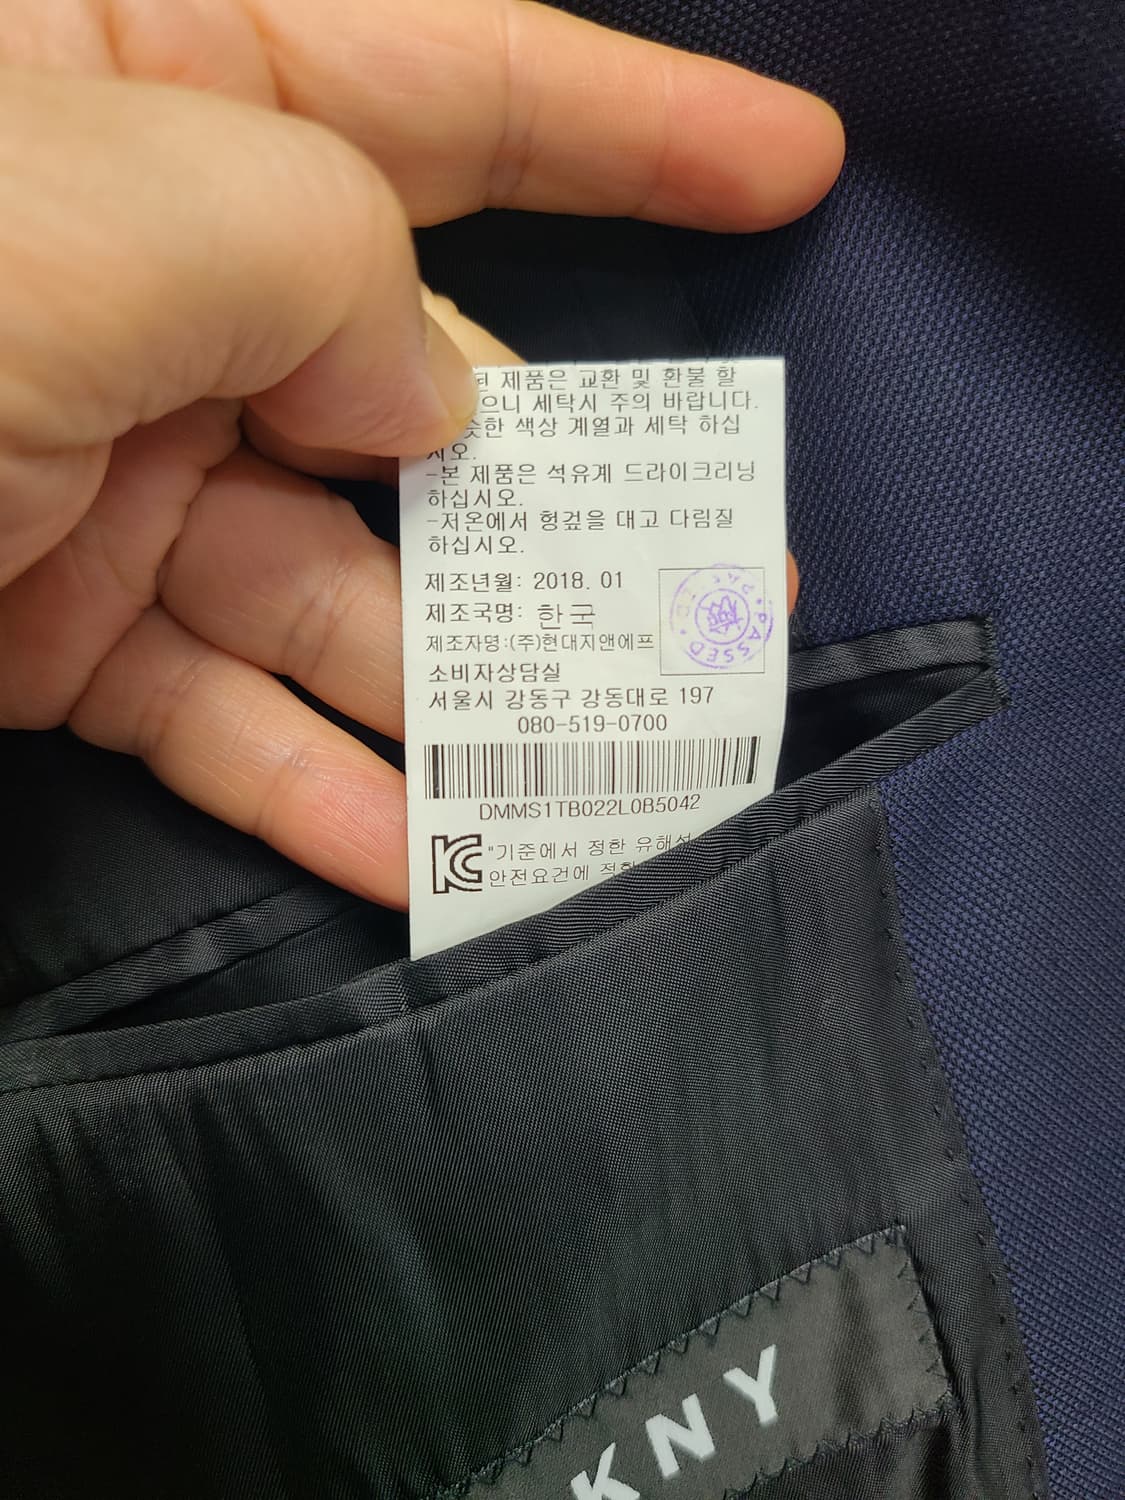 제품은 교환 및 환불 할
으니 세탁시 주의 바랍니다.
슷한 색상 계열과 세탁 하십
시오.
-본 제품은 석유계 드라이크리닝
하십시오.
-저온에서 헝겊을 대고 다림질
하십시오.
제조년월: 2018. 01
제조국명: 한국
제조자명:(주)현대지앤에프
소비자상담실
서울시 강동구 강동대로 197
080-519-0700
DMMS1TB022L0B5042
"기준에서 정한 유해
안전요건에
PASSED
KNY